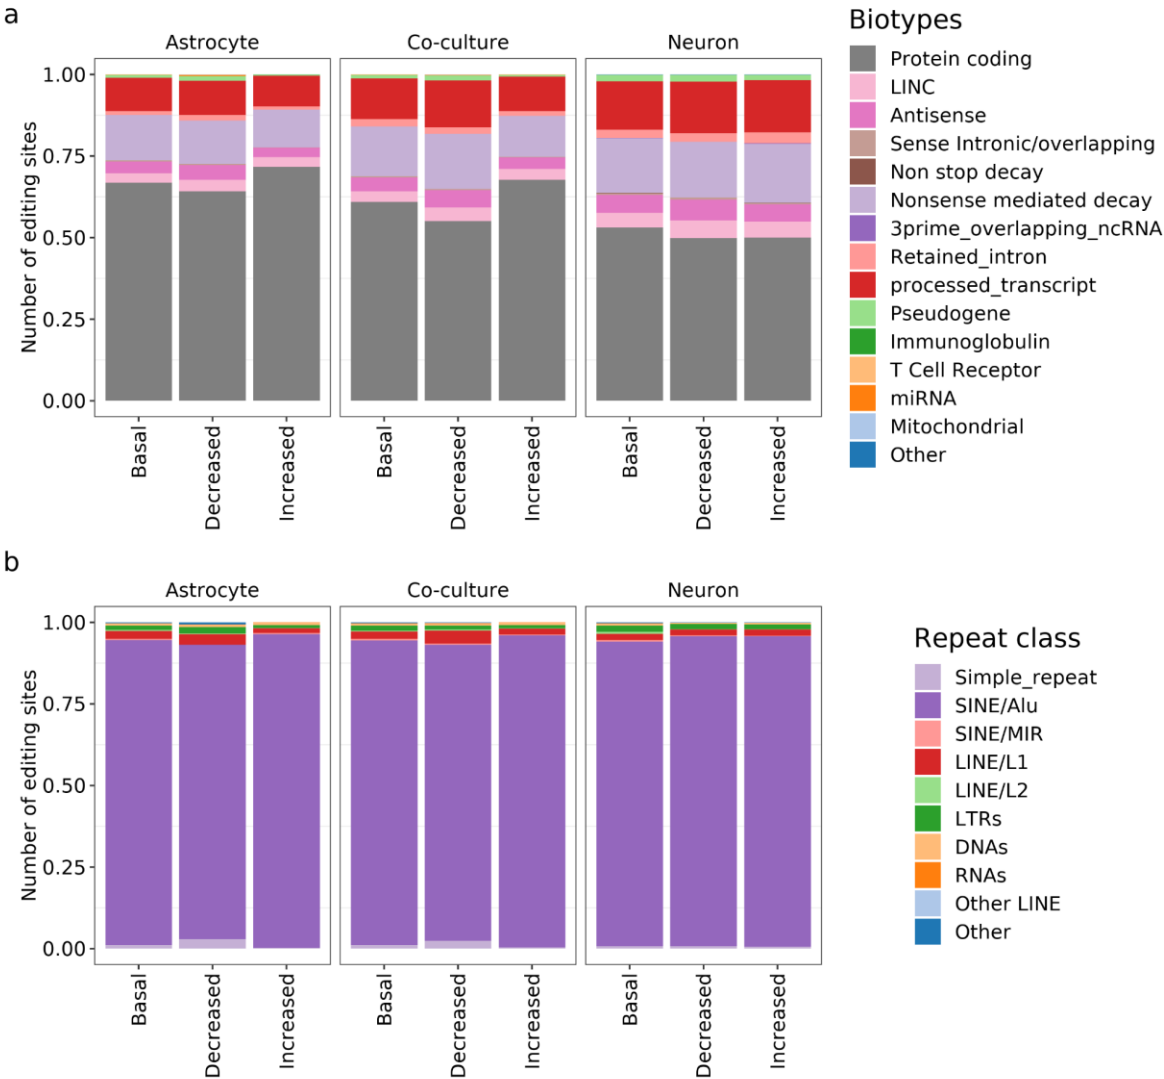 a
Astrocyte
Co-culture
Neuron
Number of editing sites
1.00
0.75
0.50
0.25
0.00
Basal
Decreased
Increased
Basal
Decreased
Increased
Basal
Decreased
Increased
Biotypes
Protein coding
LINC
Antisense
Sense Intronic/overlapping
Non stop decay
Nonsense mediated decay
3prime_overlapping_ncRNA
Retained_intron
processed_transcript
Pseudogene
Immunoglobulin
T Cell Receptor
miRNA
Mitochondrial
Other
b
Astrocyte
Co-culture
Neuron
Number of editing sites
1.00
0.75
0.50
0.25
0.00
Basal
Decreased
Increased
Basal
Decreased
Increased
Basal
Decreased
Increased
Repeat class
Simple_repeat
SINE/Alu
SINE/MIR
LINE/L1
LINE/L2
LTRs
DNAs
RNAs
Other LINE
Other